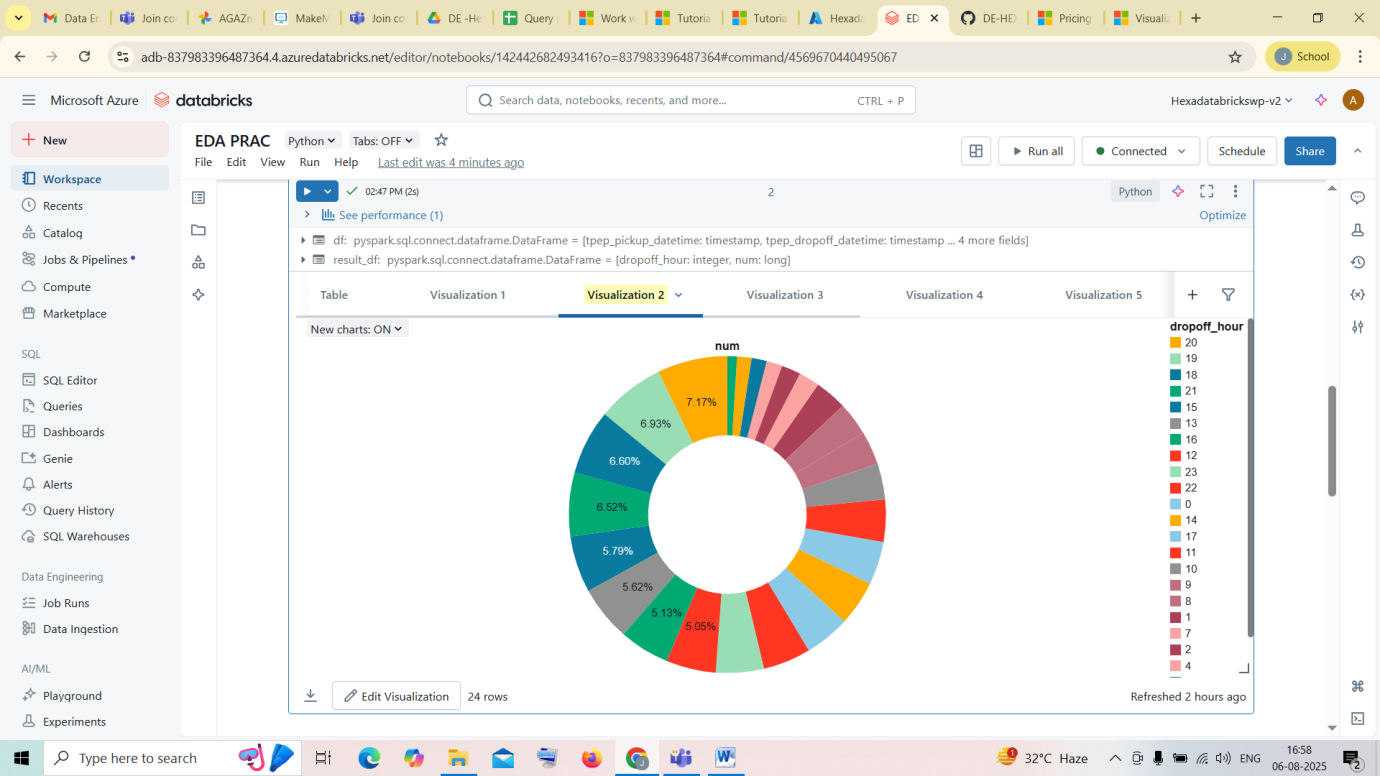 Data En
Join co
AGAZn
MakeM
Join co
DE -He
Query
Work w
Tutoria
Tutoria
Hexada
ED
DE-HEX
Pricing
Visualiz
adb-837983396487364.4.azuredatabricks.net/editor/notebooks/1424426824934​16?o=837983396487364#command/4569670440495067
School
Microsoft Azure databricks
Search data, notebooks, recents, and more... CTRL + P
Hexadatabrickswp-v2
A
New
EDA PRAC Python Tabs: OFF
File Edit View Run Help Last edit was 4 minutes ago
Run all Connected Schedule Share
Workspace
Recents
Catalog
Jobs & Pipelines
Compute
Marketplace
SQL
SQL Editor
Queries
Dashboards
Genie
Alerts
Query History
SQL Warehouses
Data Engineering
Job Runs
Data Ingestion
AI/ML
Playground
Experiments
02:47 PM (2s) 2 Python
See performance (1) Optimize
df: pyspark.sql.connect.dataframe.DataFrame = [tpep_pickup_datetime: timestamp, tpep_dropoff_datetime: timestamp ... 4 more fields]
result_df: pyspark.sql.connect.dataframe.DataFrame = [dropoff_hour: integer, num: long]
Table Visualization 1 Visualization 2 Visualization 3 Visualization 4 Visualization 5
New charts: ON
num
7.17%
6.93%
6.60%
6.52%
5.79%
5.62%
5.13%
5.05%
dropoff_hour
20
19
18
21
15
13
16
12
23
22
0
14
17
11
10
9
8
1
7
2
4
Edit Visualization 24 rows Refreshed 2 hours ago
Type here to search
32°C Haze
ENG
16:58
06-08-2025
2